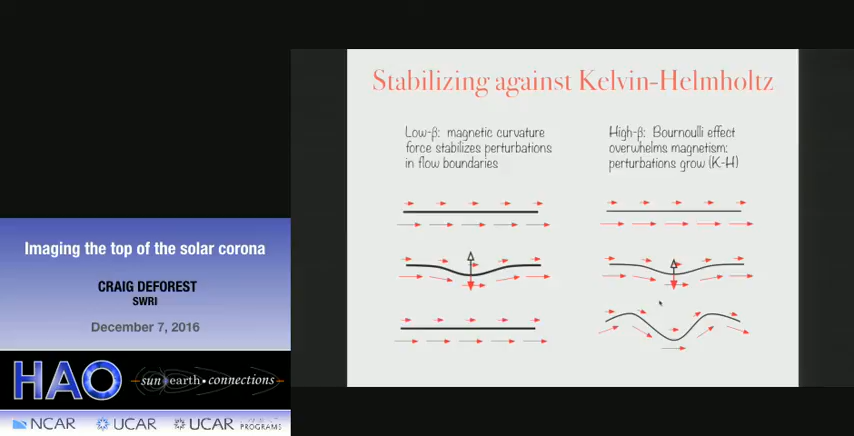 Stabilizing against Kelvin-Helmholtz
Low-β: magnetic curvature
force stabilizes perturbations
in flow boundaries
High-β: Bournoulli effect
overwhelms magnetism:
perturbations grow (K-H)
Imaging the top of the solar corona
CRAIG DEFOREST
SWRI
December 7, 2016
HAO
sun earth • connections
NCAR
UCAR
UCAR
PROGRAMS